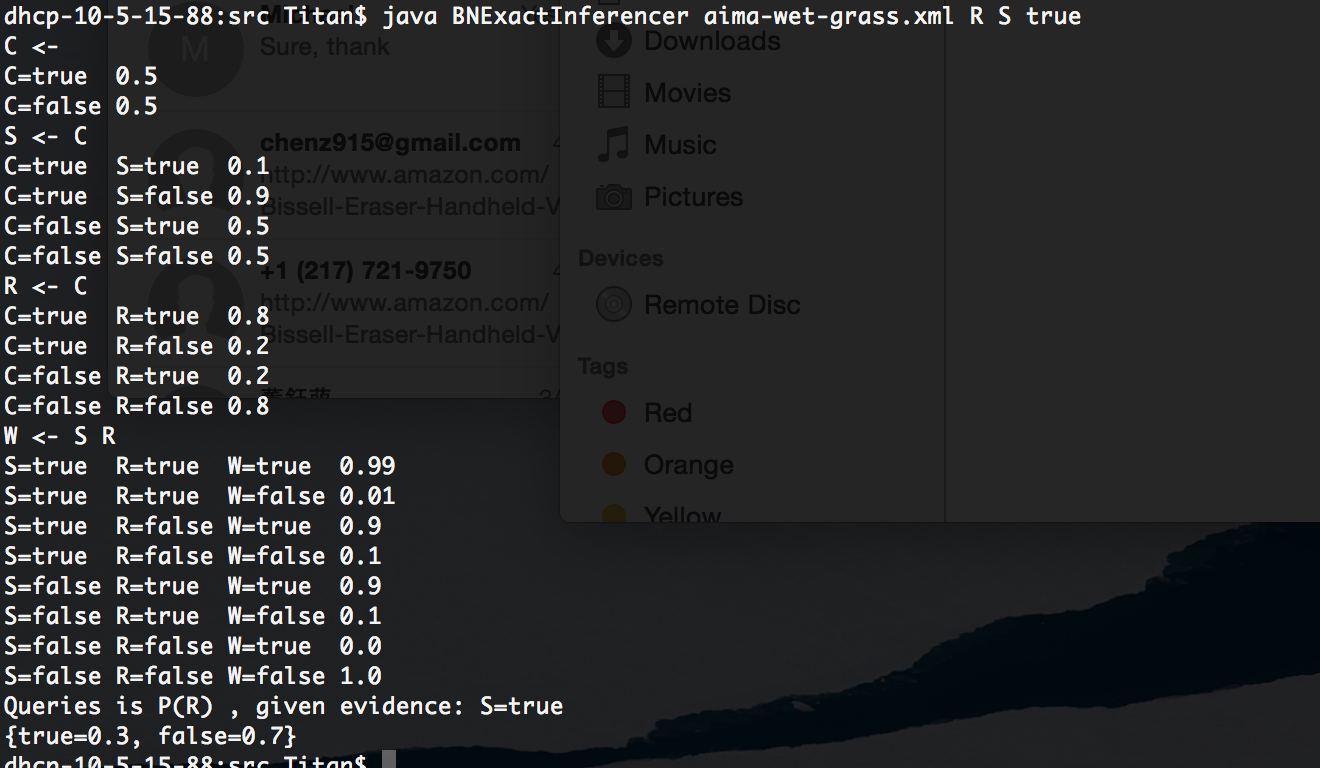 dhcp-10-5-15-88:src Titan$ java BNExactInferencer aima-wet-grass.xml R S true
C <-
C=true  0.5
C=false 0.5
S <- C
C=true  S=true  0.1
C=true  S=false 0.9
C=false S=true  0.5
C=false S=false 0.5
R <- C
C=true  R=true  0.8
C=true  R=false 0.2
C=false R=true  0.2
C=false R=false 0.8
W <- S R
S=true  R=true  W=true  0.99
S=true  R=true  W=false 0.01
S=true  R=false W=true  0.9
S=true  R=false W=false 0.1
S=false R=true  W=true  0.9
S=false R=true  W=false 0.1
S=false R=false W=true  0.0
S=false R=false W=false 1.0
Queries is P(R) , given evidence: S=true
{true=0.3, false=0.7}
dhcp-10-5-15-88:src Titan$
M
Sure, thank
chenz915@gmail.com
http://www.amazon.com/
Bissell-Eraser-Handheld-V
+1 (217) 721-9750
http://www.amazon.com/
Bissell-Eraser-Handheld-V
Downloads
Movies
Music
Pictures
Devices
Remote Disc
Tags
Red
Orange
Yellow